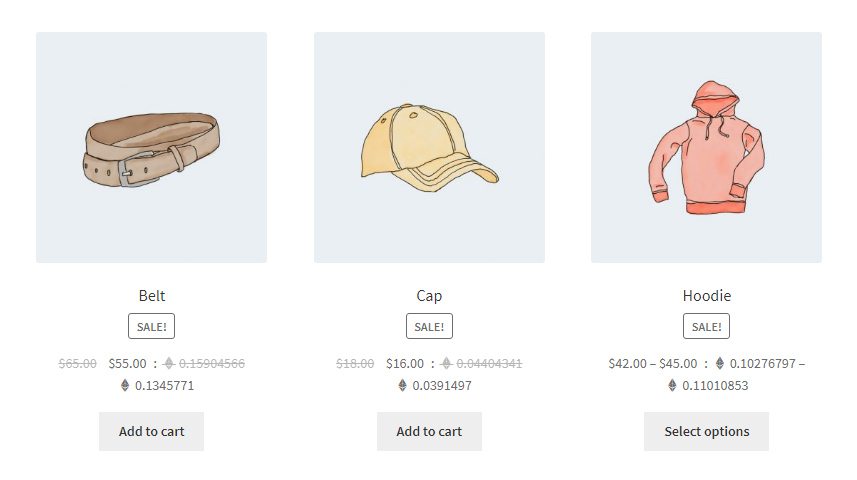 Belt
SALE!
$65.00 $55.00 : 0.15904566
0.1345771
Add to cart
Cap
SALE!
$18.00 $16.00 : 0.04404341
0.0391497
Add to cart
Hoodie
SALE!
$42.00 – $45.00 : 0.10276797 –
0.11010853
Select options